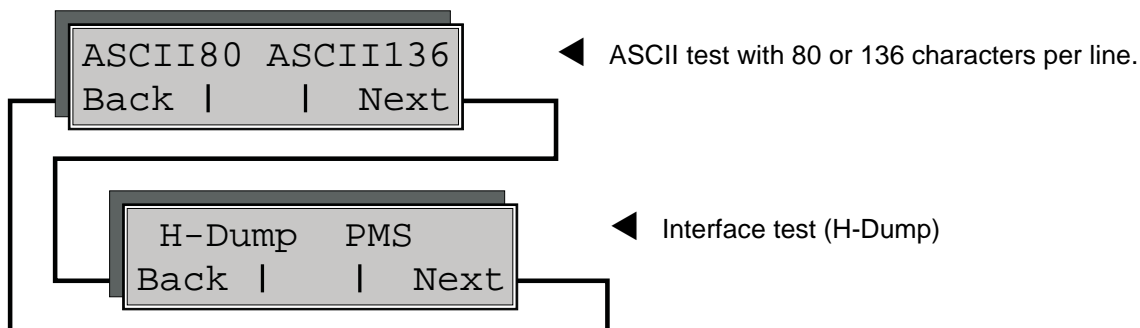 ASCII80 ASCII136
Back | | Next
ASCII test with 80 or 136 characters per line.
H-Dump PMS
Back | | Next
Interface test (H-Dump)